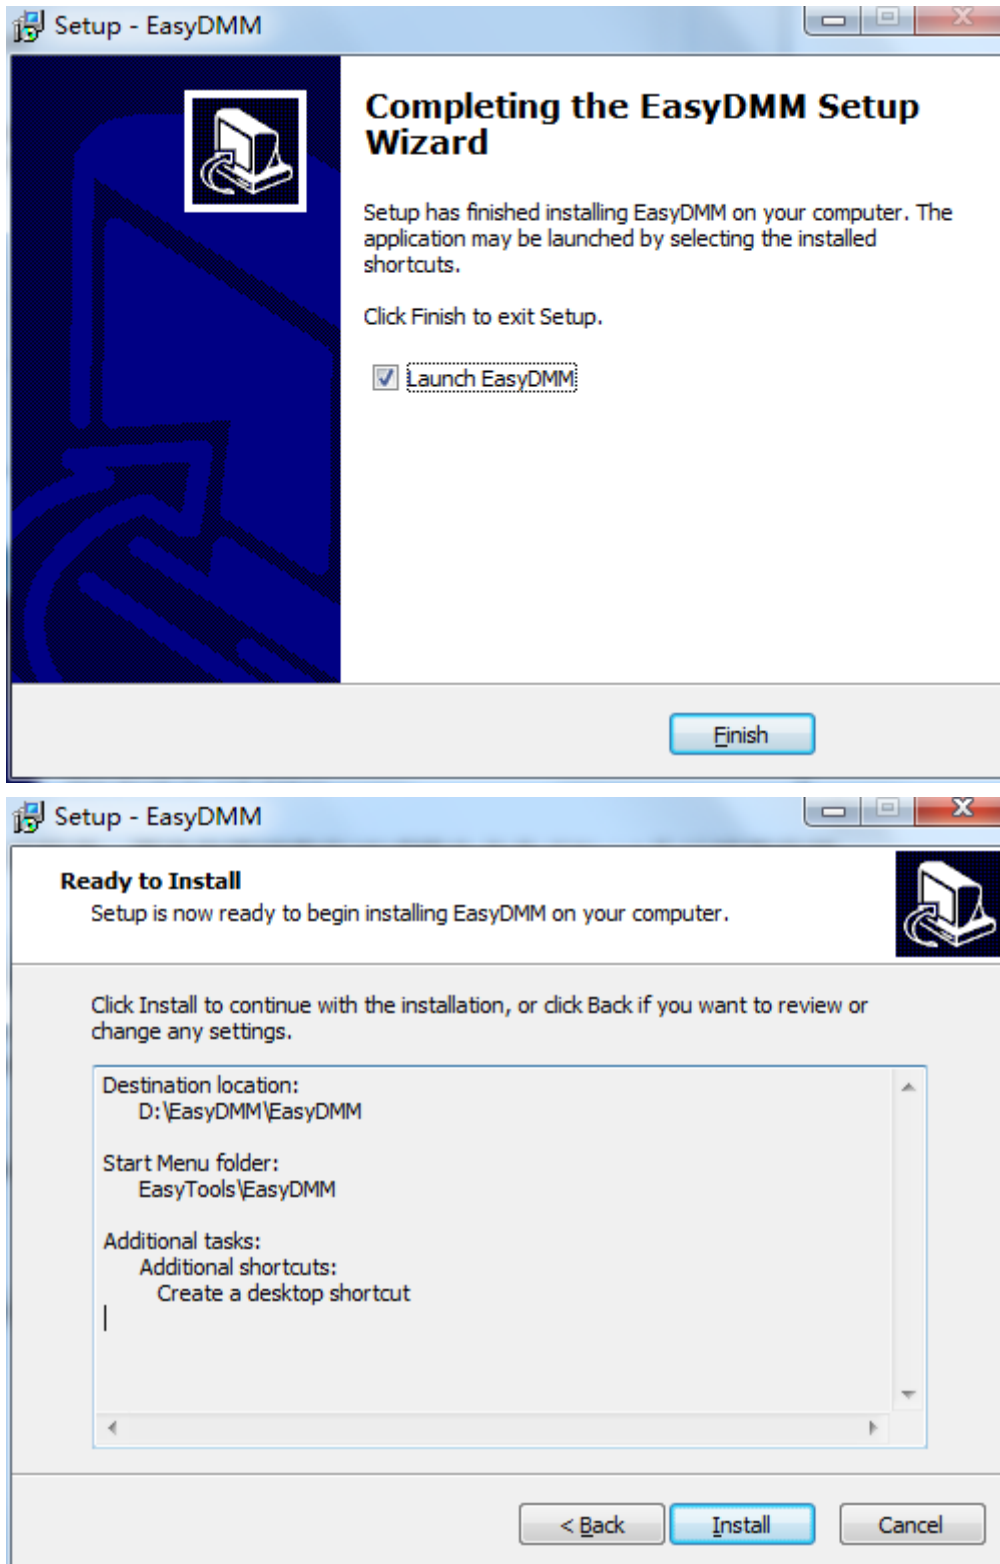 Setup - EasyDMM
Completing the EasyDMM Setup
Wizard
Setup has finished installing EasyDMM on your computer. The
application may be launched by selecting the installed
shortcuts.
Click Finish to exit Setup.
Launch EasyDMM
Finish
Setup - EasyDMM
Ready to Install
Setup is now ready to begin installing EasyDMM on your computer.
Click Install to continue with the installation, or click Back if you want to review or
change any settings.
Destination location:
D:\EasyDMM\EasyDMM
Start Menu folder:
EasyTools\EasyDMM
Additional tasks:
Additional shortcuts:
Create a desktop shortcut
< Back
Install
Cancel